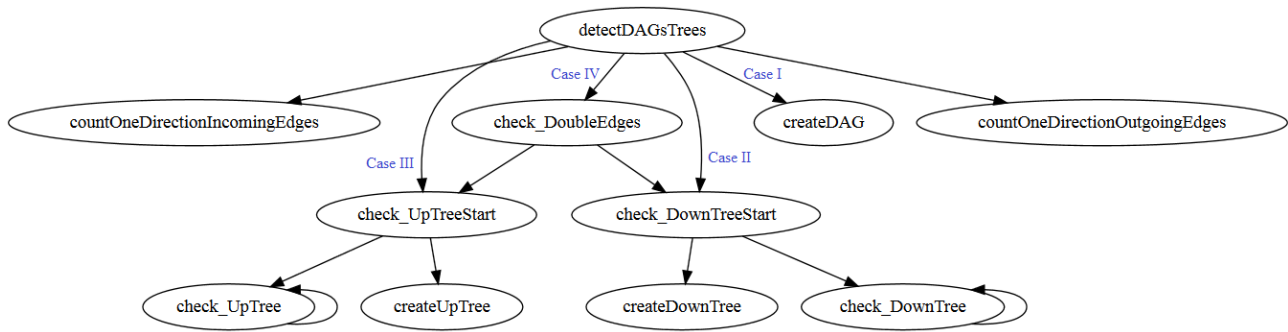 detectDAGsTrees
Case IV
Case I
countOneDirectionIncomingEdges
check_DoubleEdges
createDAG
countOneDirectionOutgoingEdges
Case III
Case II
check_UpTreeStart
check_DownTreeStart
check_UpTree
createUpTree
createDownTree
check_DownTree